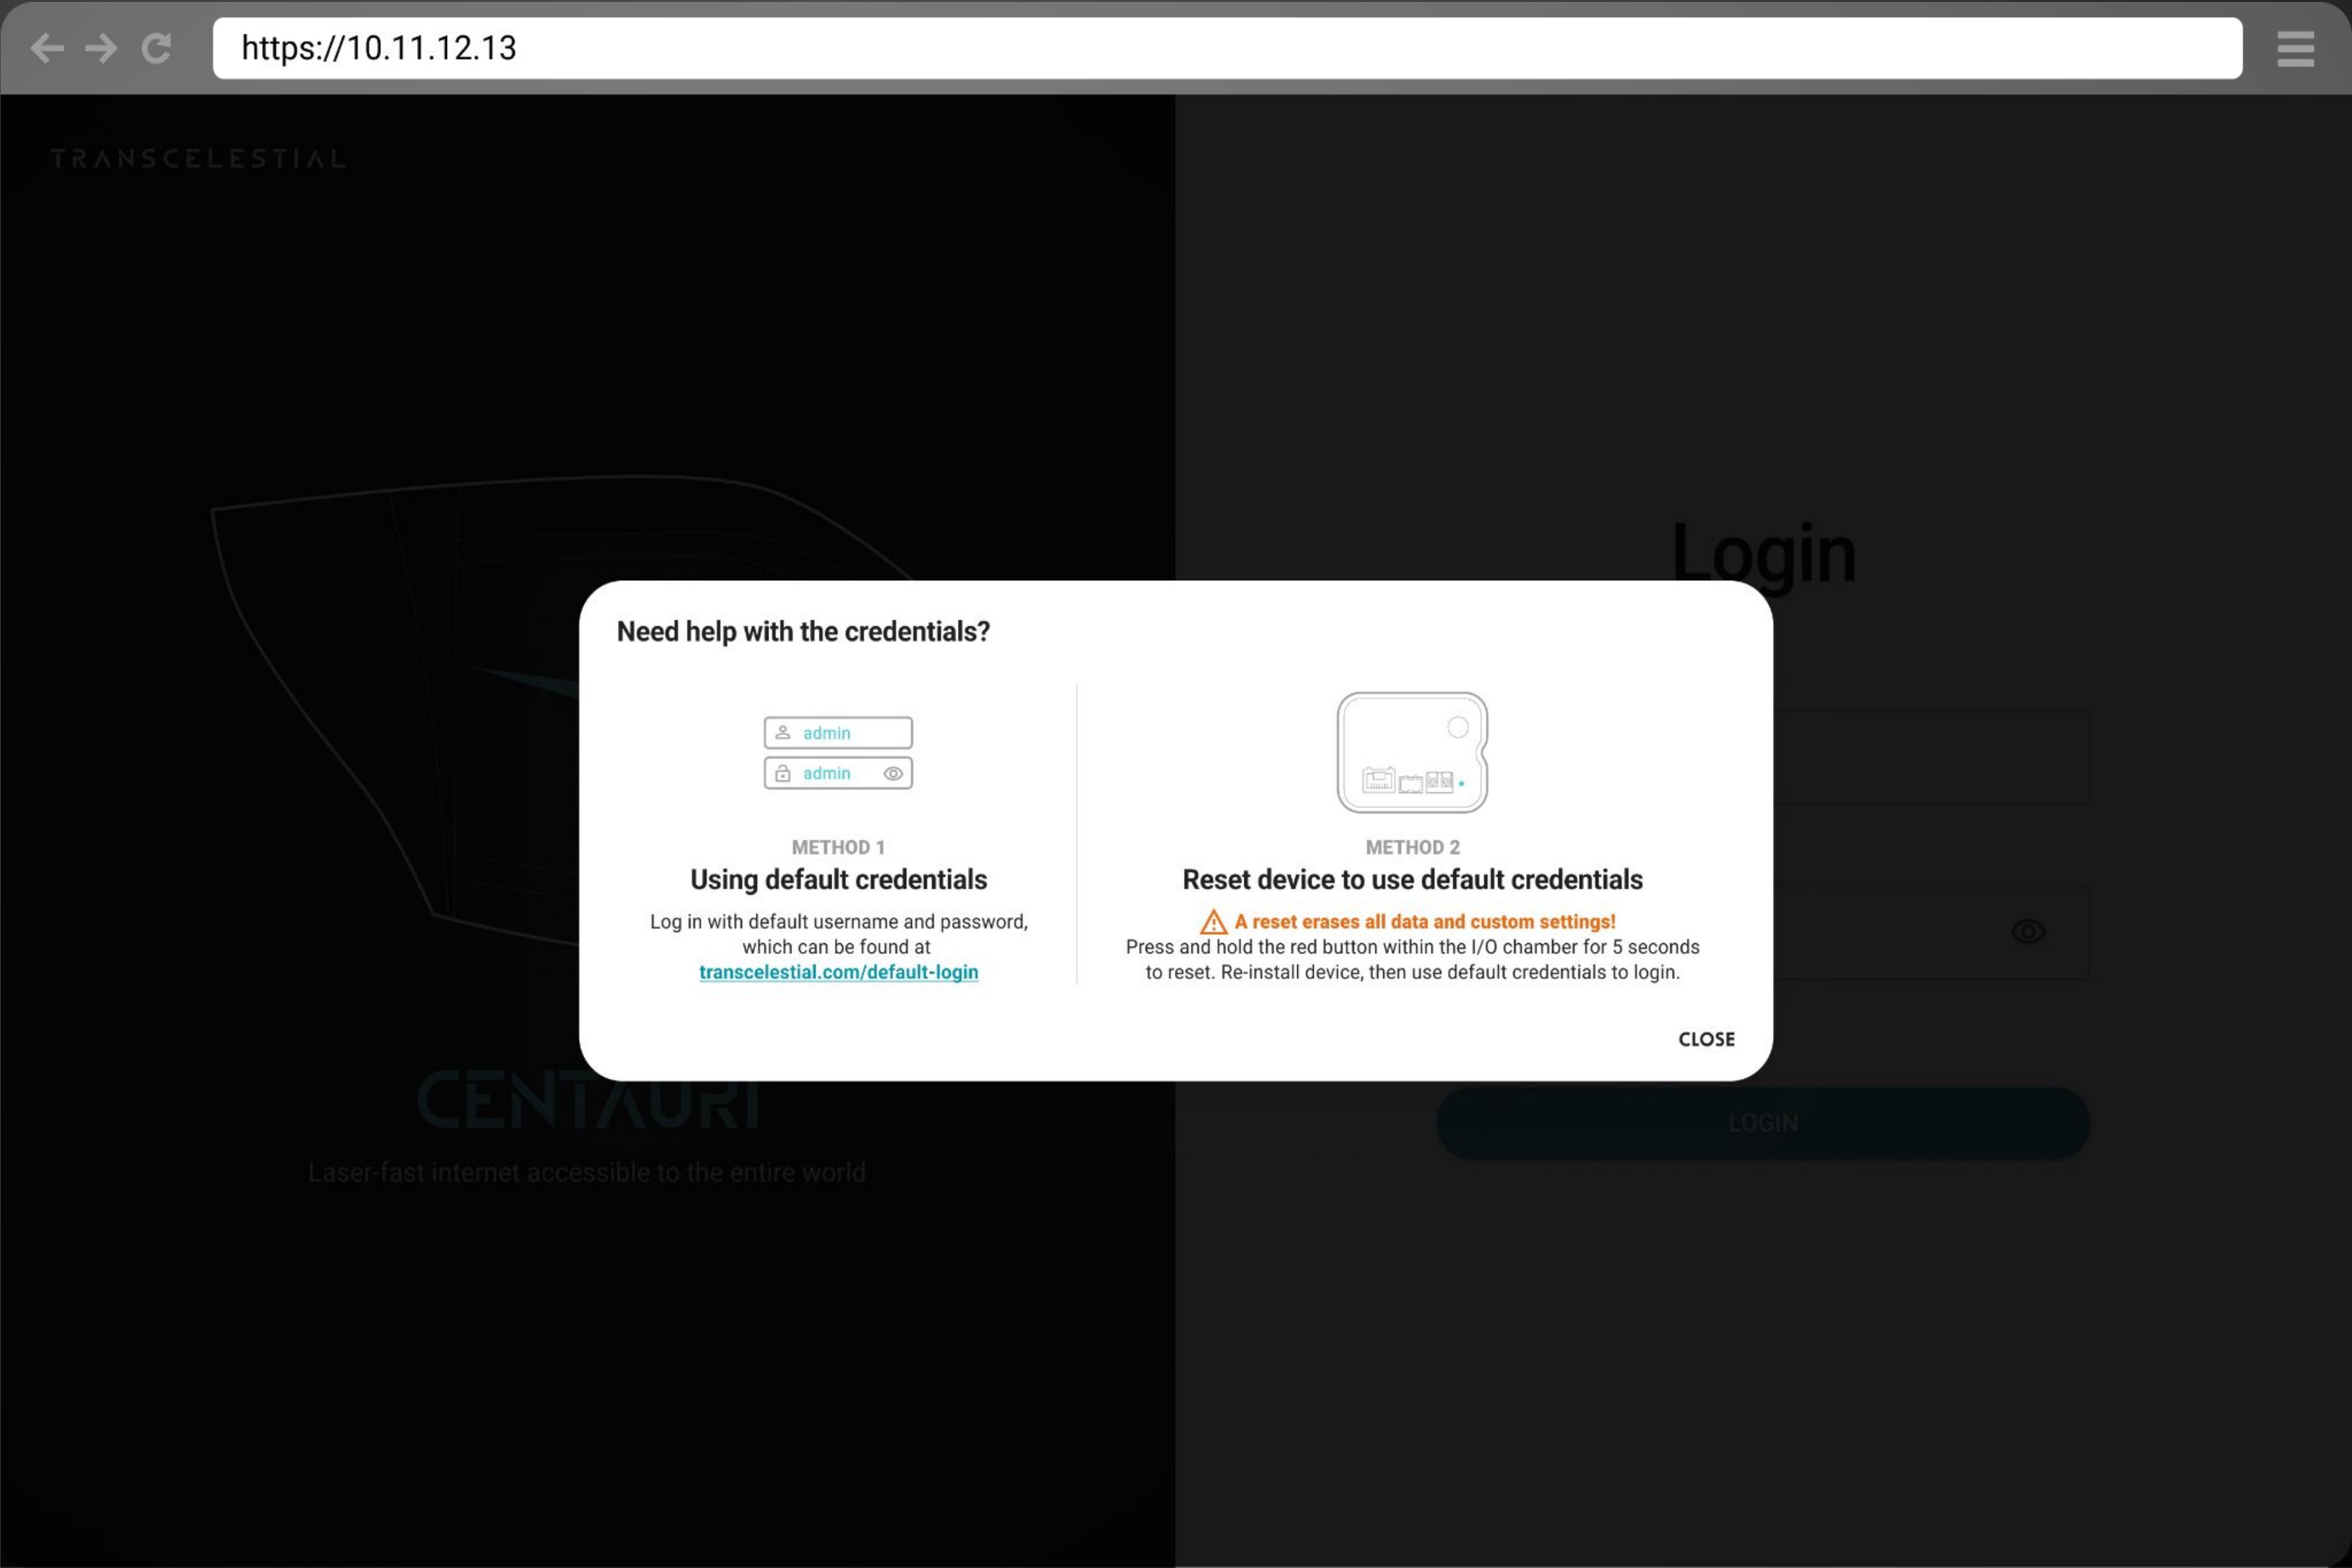 https://10.11.12.13
TRANSCELESTIAL
Login
Need help with the credentials?
admin
admin
METHOD 1
Using default credentials
Log in with default username and password,
which can be found at
transcelestial.com/default-login
METHOD 2
Reset device to use default credentials
A reset erases all data and custom settings!
Press and hold the red button within the I/O chamber for 5 seconds
to reset. Re-install device, then use default credentials to login.
CLOSE
CENTAURI
Laser-fast internet accessible to the entire world
LOGIN